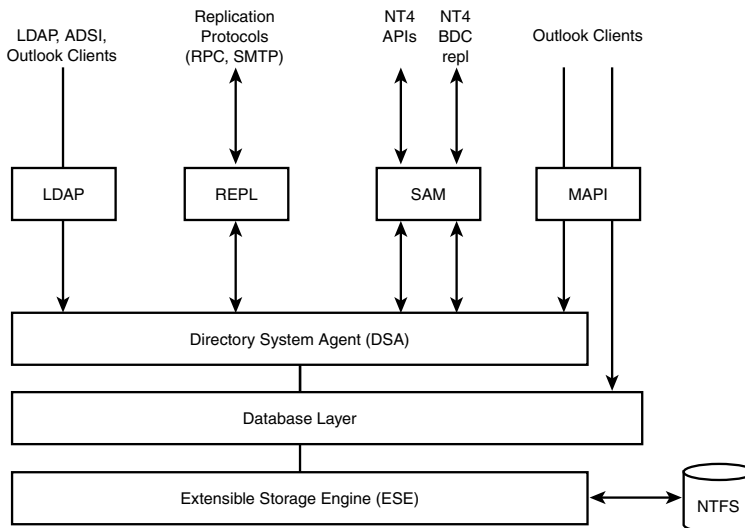 LDAP, ADSI,
Outlook Clients
Replication
Protocols
(RPC, SMTP)
NT4
APIs
NT4
BDC
repl
Outlook Clients
LDAP
REPL
SAM
MAPI
Directory System Agent (DSA)
Database Layer
Extensible Storage Engine (ESE)
NTFS